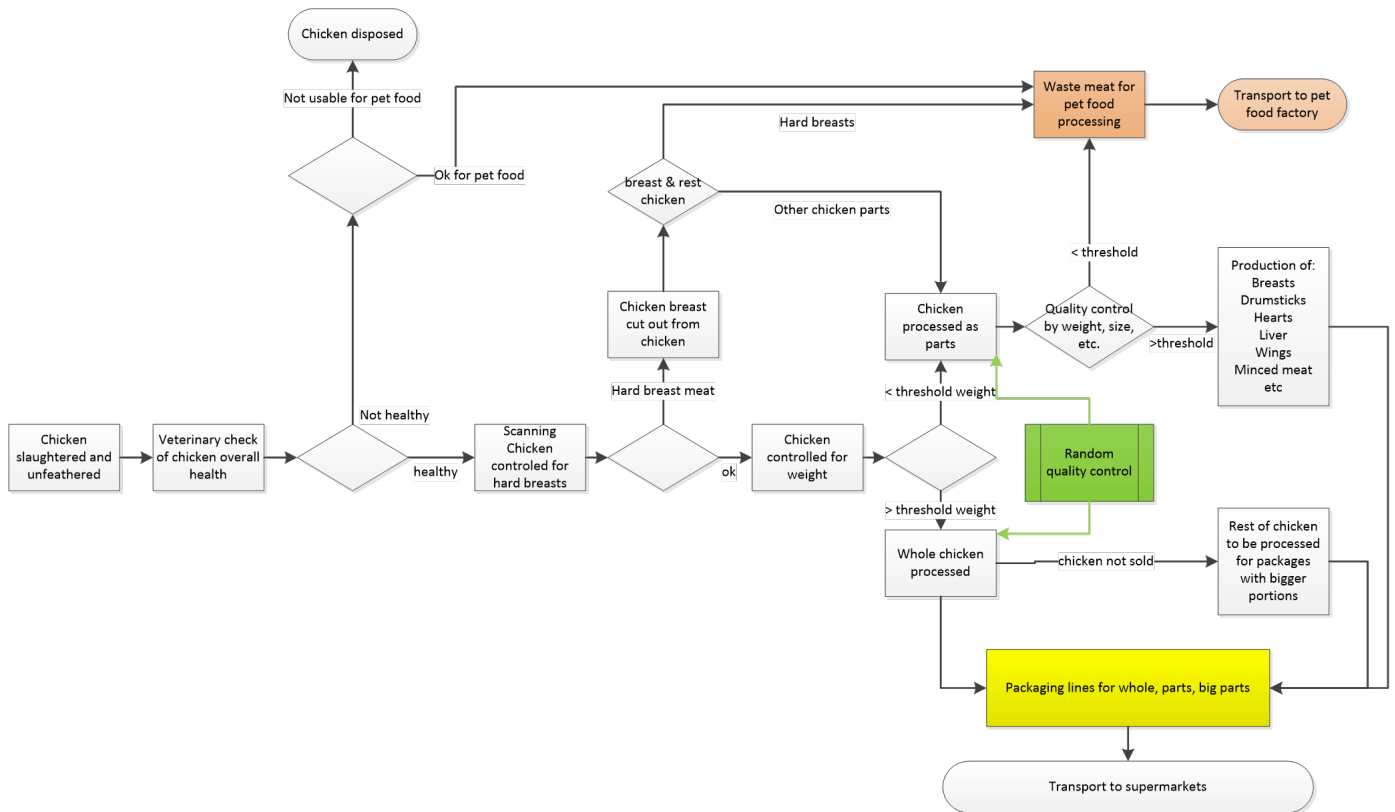 Chicken disposed
Not usable for pet food
Ok for pet food
Waste meat for
pet food
processing
Transport to pet
food factory
Hard breasts
breast & rest
chicken
Other chicken parts
< threshold
Chicken breast
cut out from
chicken
Chicken
processed as
parts
Quality control
by weight, size,
etc.
>threshold
Production of:
Breasts
Drumsticks
Hearts
Liver
Wings
Minced meat
etc
Hard breast meat
< threshold weight
Not healthy
Chicken
slaughtered and
unfeathered
Veterinary check
of chicken overall
health
healthy
Scanning
Chicken
controled for
hard breasts
ok
Chicken
controlled for
weight
Random
quality control
> threshold weight
Whole chicken
processed
chicken not sold
Rest of chicken
to be processed
for packages
with bigger
portions
Packaging lines for whole, parts, big parts
Transport to supermarkets